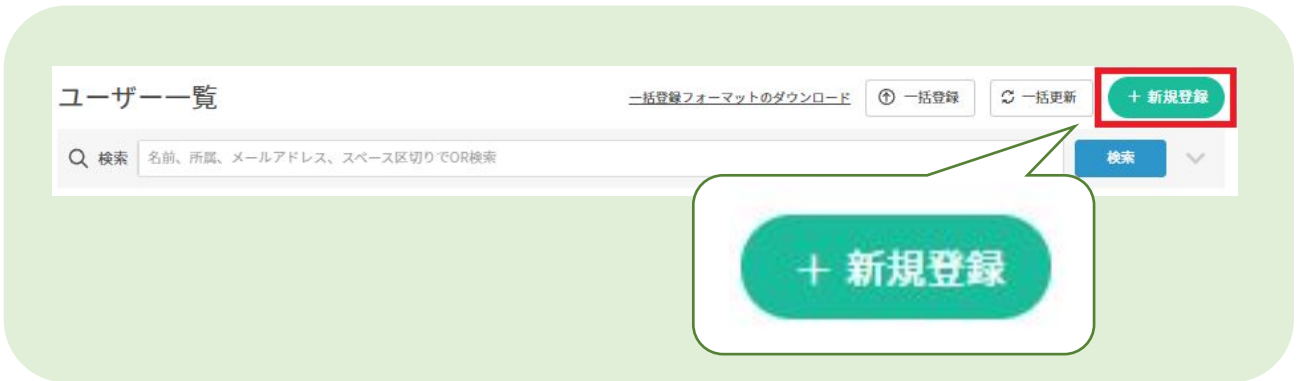 ユーザー一覧
一括登録フォーマットのダウンロード
一括登録
一括更新
＋ 新規登録
検索
名前、所属、メールアドレス、スペース区切りでOR検索
検索
＋ 新規登録